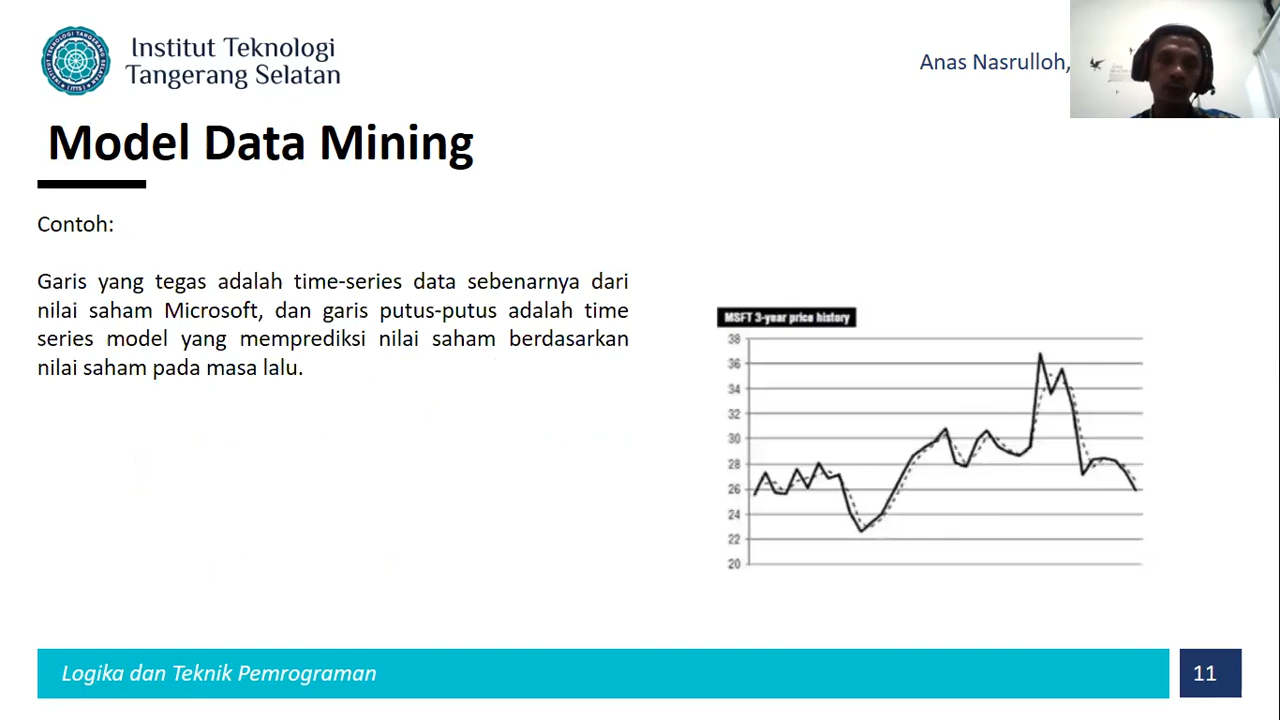 Institut Teknologi
Tangerang Selatan
Anas Nasrulloh,
Model Data Mining
Contoh:
Garis yang tegas adalah time-series data sebenarnya dari
nilai saham Microsoft, dan garis putus-putus adalah time
series model yang memprediksi nilai saham berdasarkan
nilai saham pada masa lalu.
MSFT 3-year price history
38
36
34
32
30
28
26
24
22
20
Logika dan Teknik Pemrograman
11